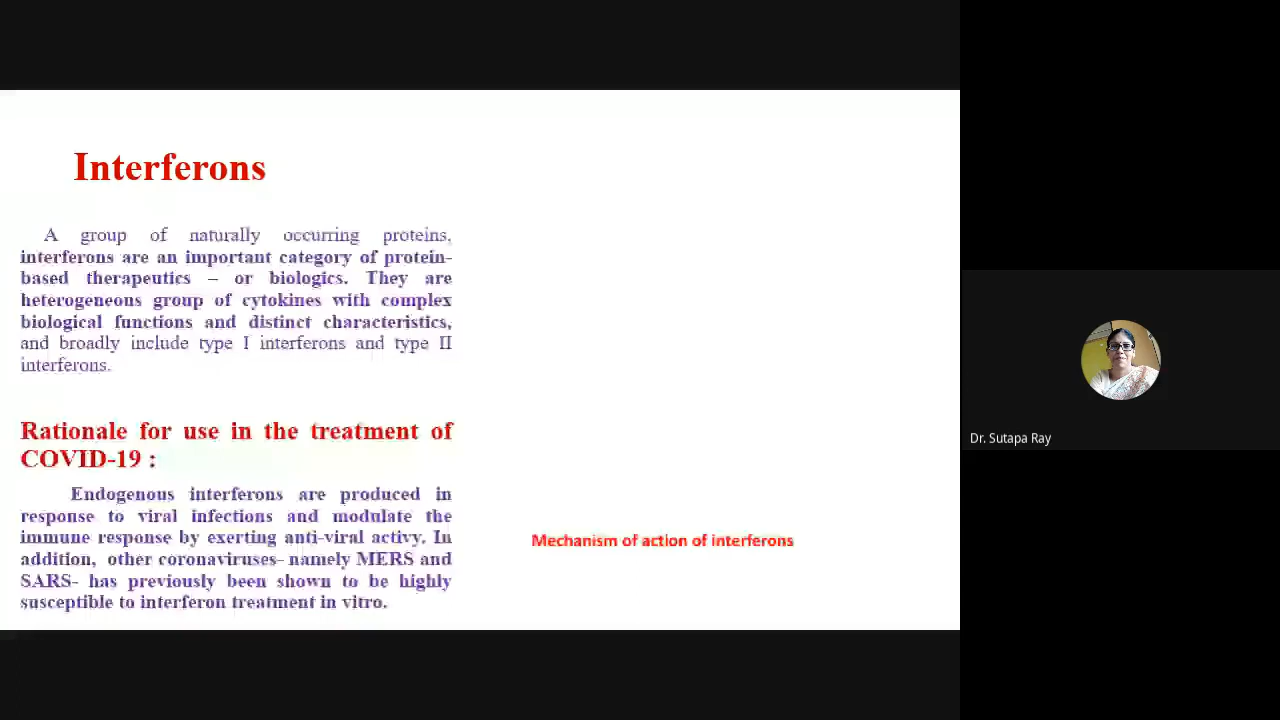 Interferons
A group of naturally occurring proteins,
interferons are an important category of protein-
based therapeutics – or biologics. They are
heterogeneous group of cytokines with complex
biological functions and distinct characteristics,
and broadly include type I interferons and type II
interferons.
Rationale for use in the treatment of
COVID-19 :
Endogenous interferons are produced in
response to viral infections and modulate the
immune response by exerting anti-viral activy. In
addition, other coronaviruses- namely MERS and
SARS- has previously been shown to be highly
susceptible to interferon treatment in vitro.
Mechanism of action of interferons
Dr. Sutapa Ray